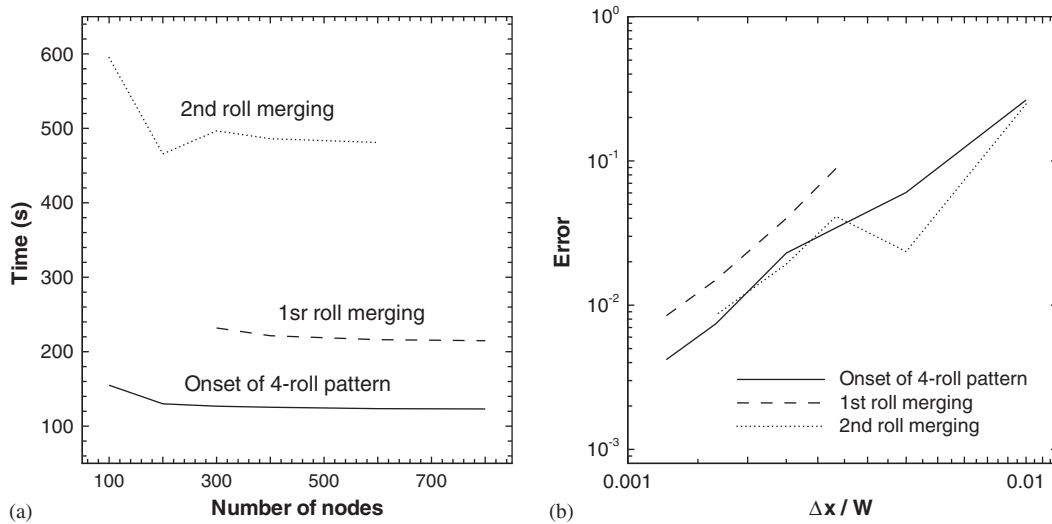 600
500
400
300
200
100
Time (s)
2nd roll merging
1sr roll merging
Onset of 4-roll pattern
100 300 500 700
Number of nodes
(a)
10^0
10^-1
10^-2
10^-3
Error
Onset of 4-roll pattern
1st roll merging
2nd roll merging
0.001 0.01
Δx / W
(b)